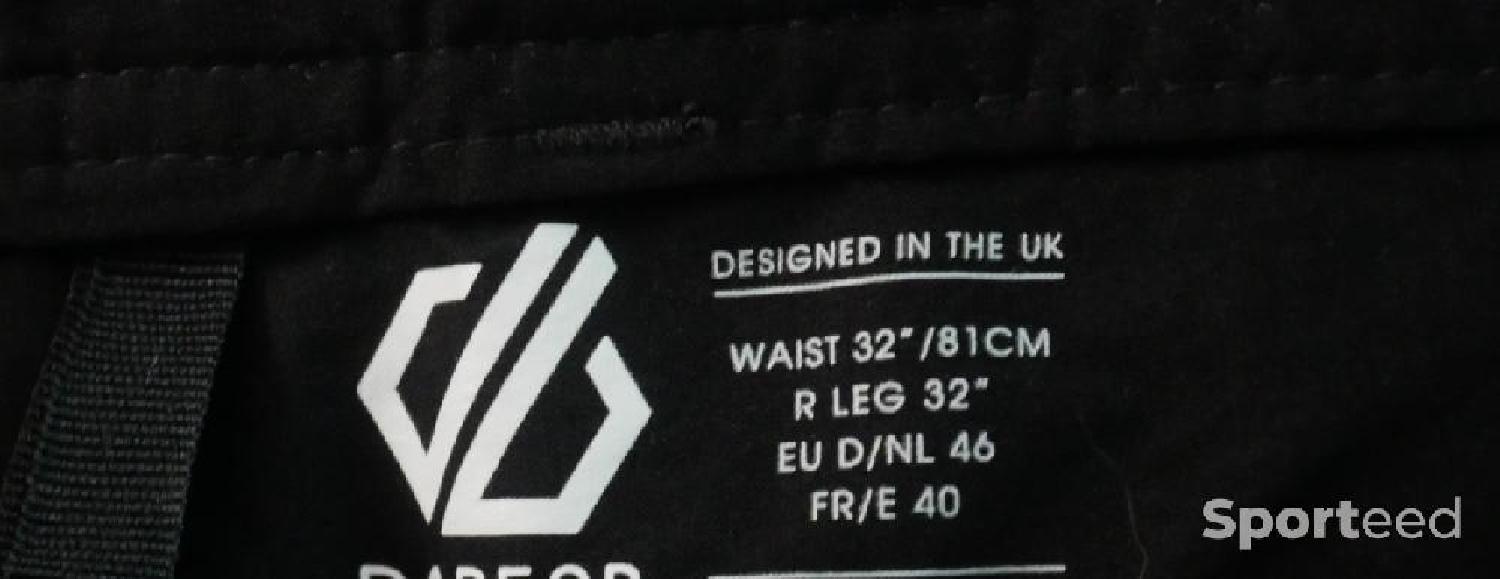 DESIGNED IN THE UK
WAIST 32"/81CM
R LEG 32"
EU D/NL 46
FR/E 40
Sporteed